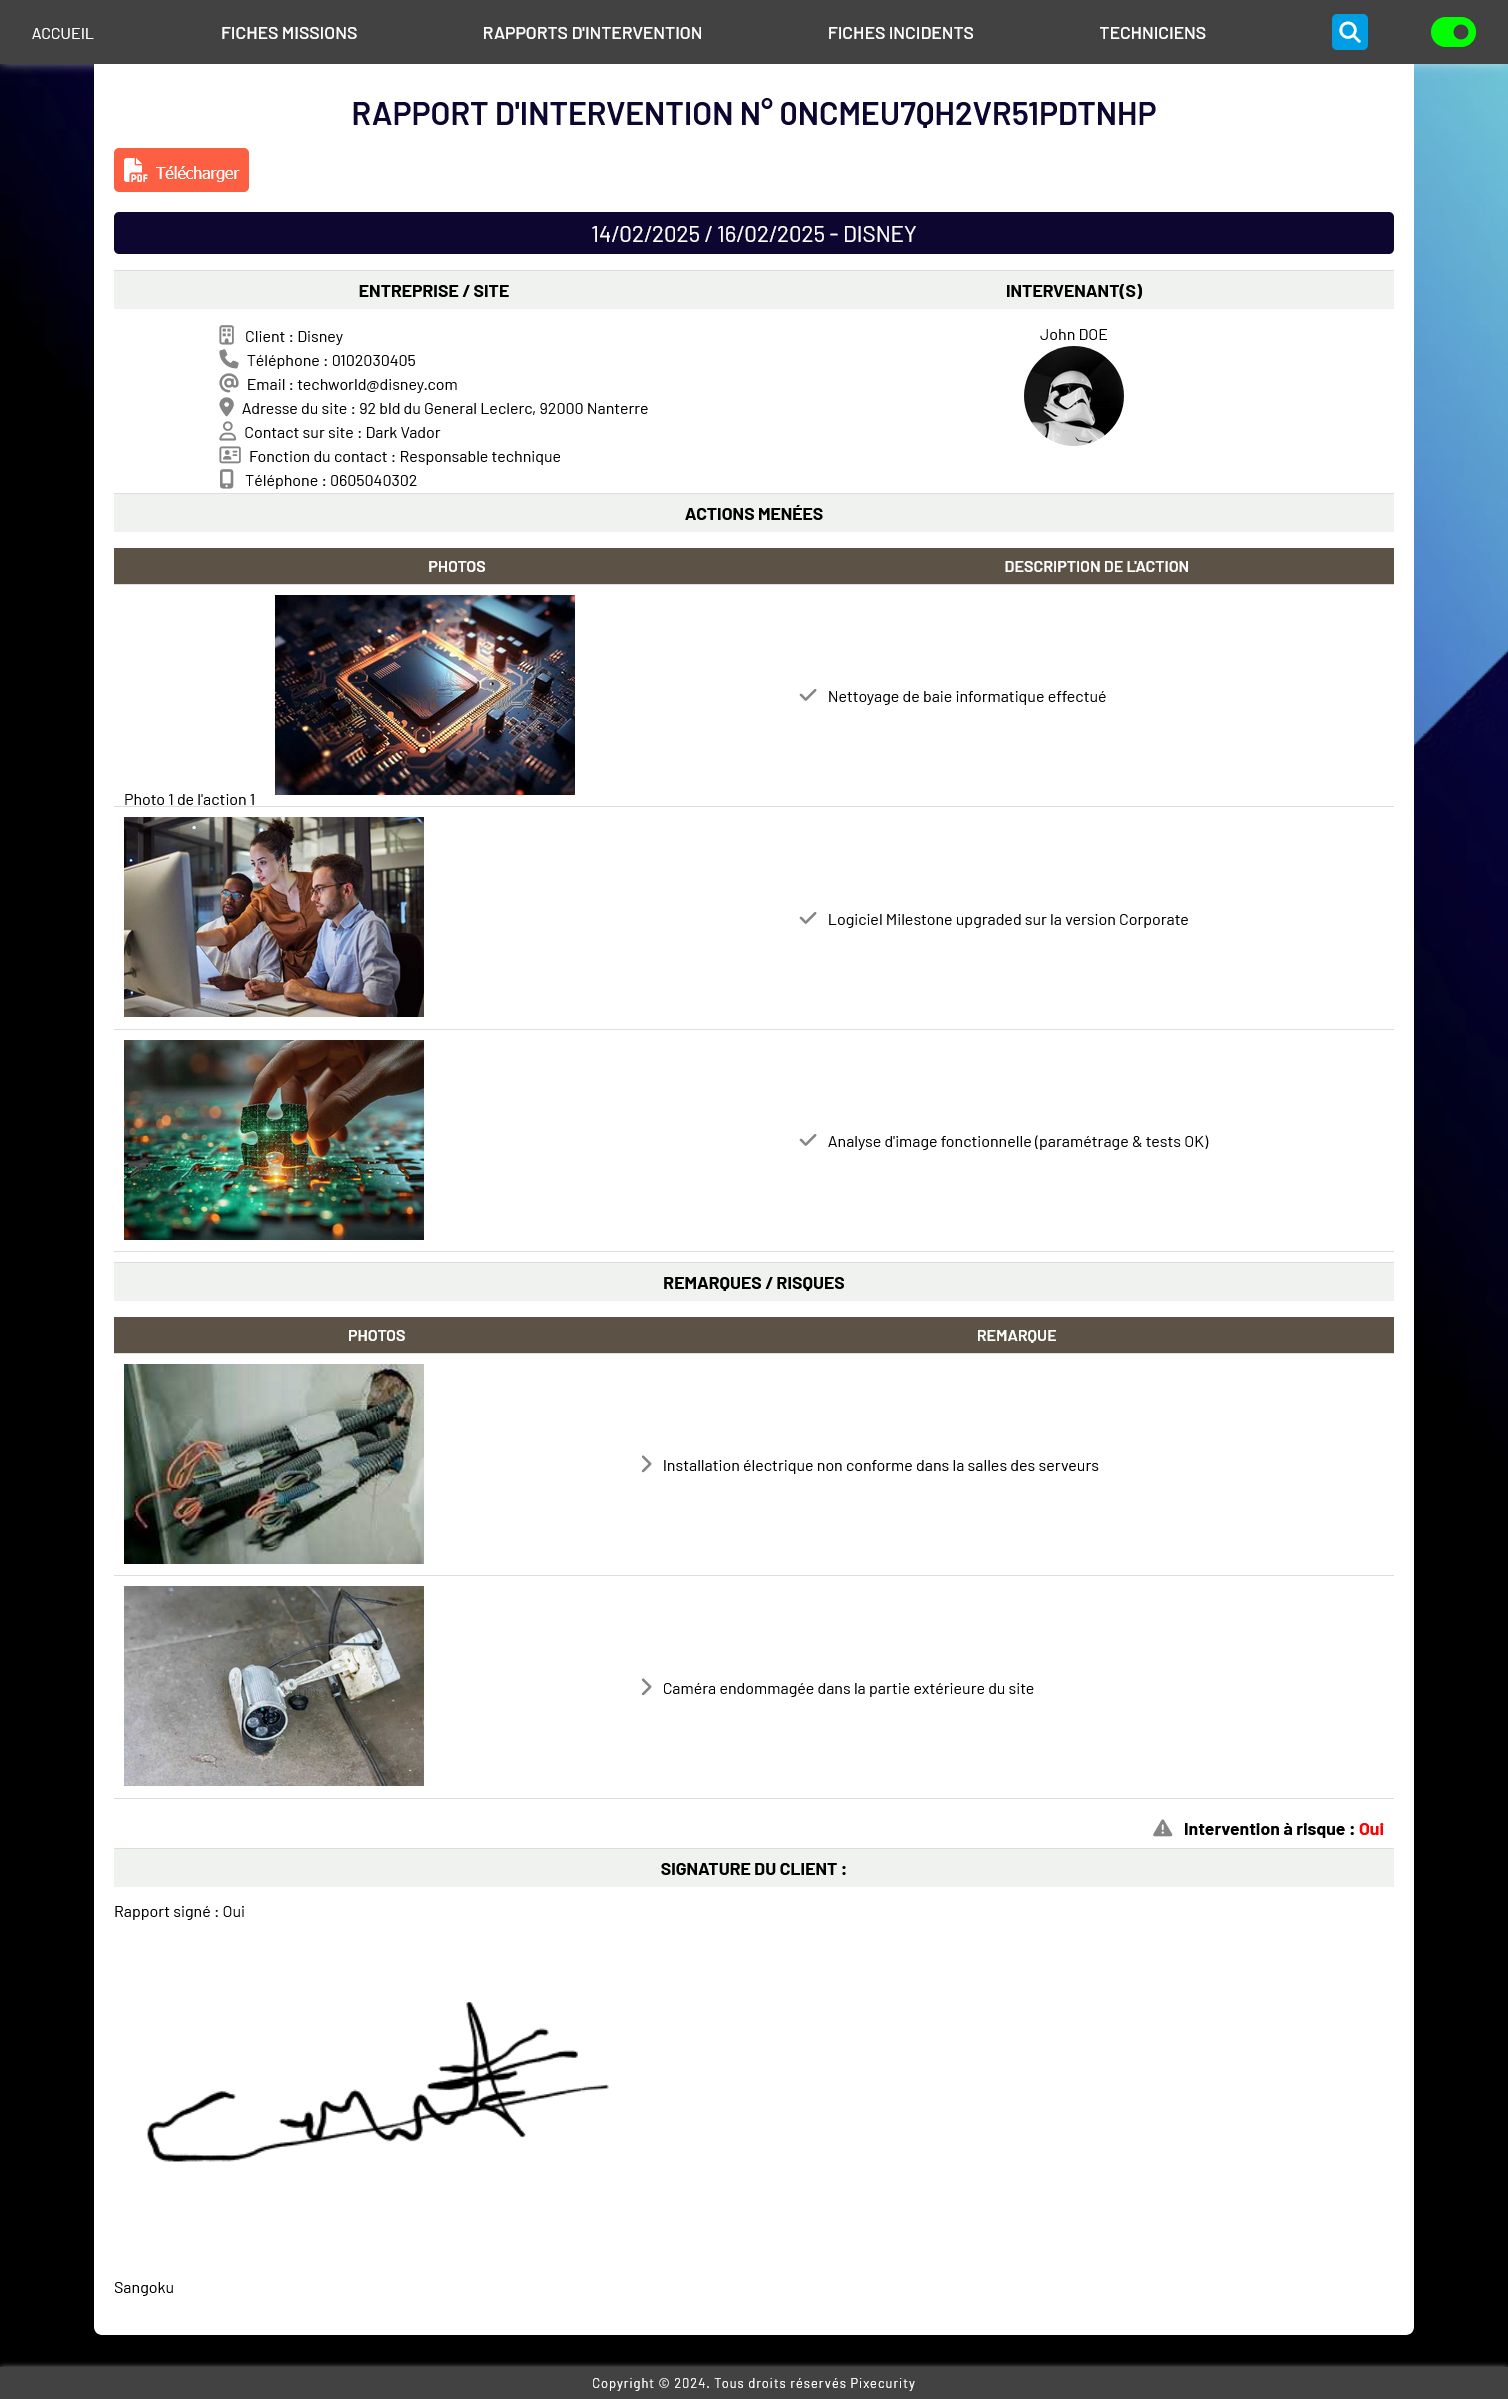 ACCUEIL FICHES MISSIONS RAPPORTS D'INTERVENTION FICHES INCIDENTS TECHNICIENS
RAPPORT D'INTERVENTION N° 0NCMEU7QH2VR51PDTNHP
PDF Télécharger
14/02/2025 / 16/02/2025 - DISNEY
ENTREPRISE / SITE INTERVENANT(S)
Client : Disney
Téléphone : 0102030405
Email : techworld@disney.com
Adresse du site : 92 bld du General Leclerc, 92000 Nanterre
Contact sur site : Dark Vador
Fonction du contact : Responsable technique
Téléphone : 0605040302
John DOE
ACTIONS MENÉES
PHOTOS DESCRIPTION DE L'ACTION
Photo 1 de l'action 1
Nettoyage de baie informatique effectué
Logiciel Milestone upgraded sur la version Corporate
Analyse d'image fonctionnelle (paramétrage & tests OK)
REMARQUES / RISQUES
PHOTOS REMARQUE
Installation électrique non conforme dans la salles des serveurs
Caméra endommagée dans la partie extérieure du site
Intervention à risque : Oui
SIGNATURE DU CLIENT :
Rapport signé : Oui
Sangoku
Copyright © 2024. Tous droits réservés Pixecurity